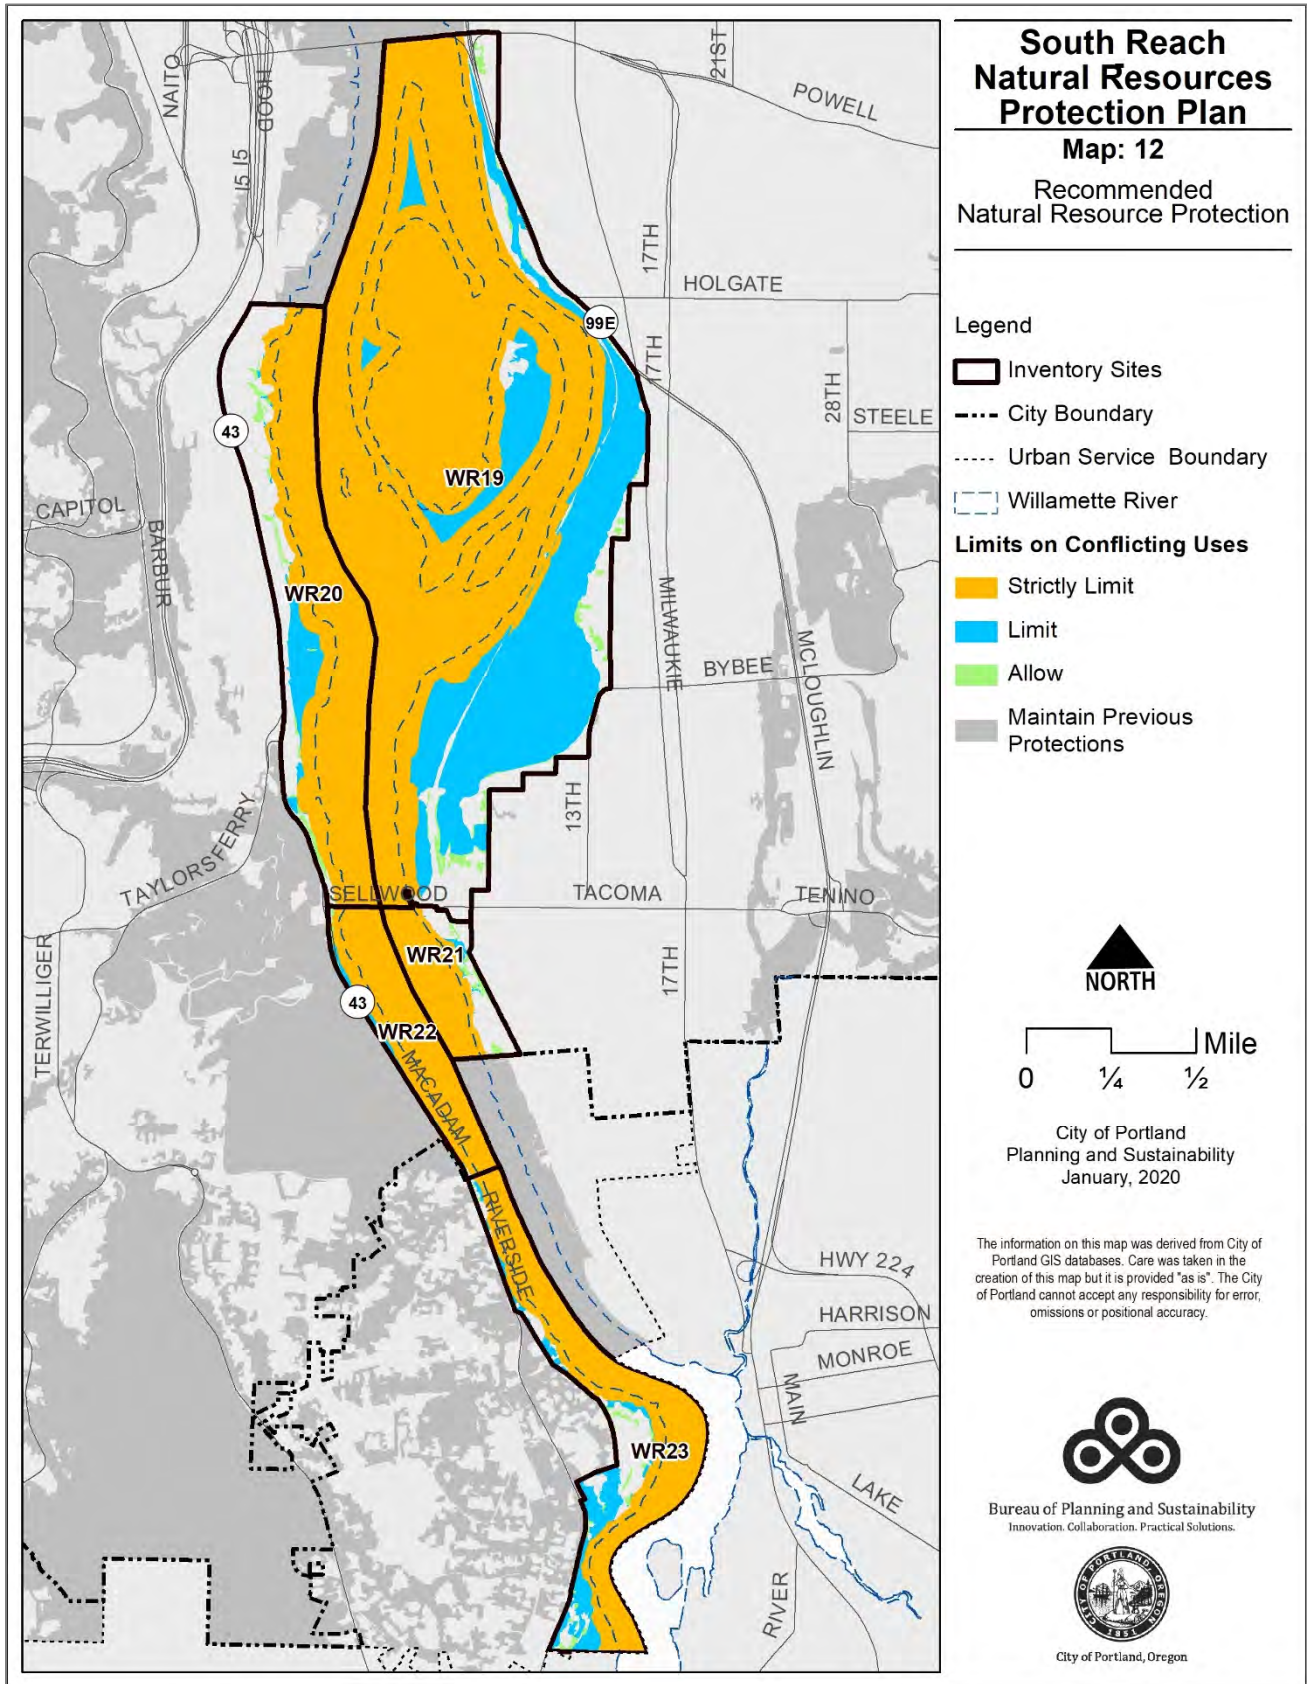 South Reach
Natural Resources
Protection Plan
Map: 12
Recommended
Natural Resource Protection
Legend
Inventory Sites
City Boundary
Urban Service Boundary
Willamette River
Limits on Conflicting Uses
Strictly Limit
Limit
Allow
Maintain Previous
Protections
NORTH
0 ¼ ½ Mile
City of Portland
Planning and Sustainability
January, 2020
The information on this map was derived from City of
Portland GIS databases. Care was taken in the
creation of this map but it is provided "as is". The City
of Portland cannot accept any responsibility for error,
omissions or positional accuracy.
Bureau of Planning and Sustainability
Innovation. Collaboration. Practical Solutions.
CITY OF PORTLAND, OREGON
1851
City of Portland, Oregon
NAITO
HOOD
I5 I5
21ST
POWELL
17TH
HOLGATE
99E
17TH
28TH
STEELE
43
CAPITOL
BARBUR
WR19
WR20
MILWAUKIE
BYBEE
MCLOUGHLIN
13TH
TAYLORS FERRY
SELLWOOD
TACOMA
TENINO
TERWILLIGER
WR21
17TH
43
WR22
MACADAM
RIVERSIDE
HWY 224
HARRISON
MONROE
MAIN
WR23
LAKE
RIVER